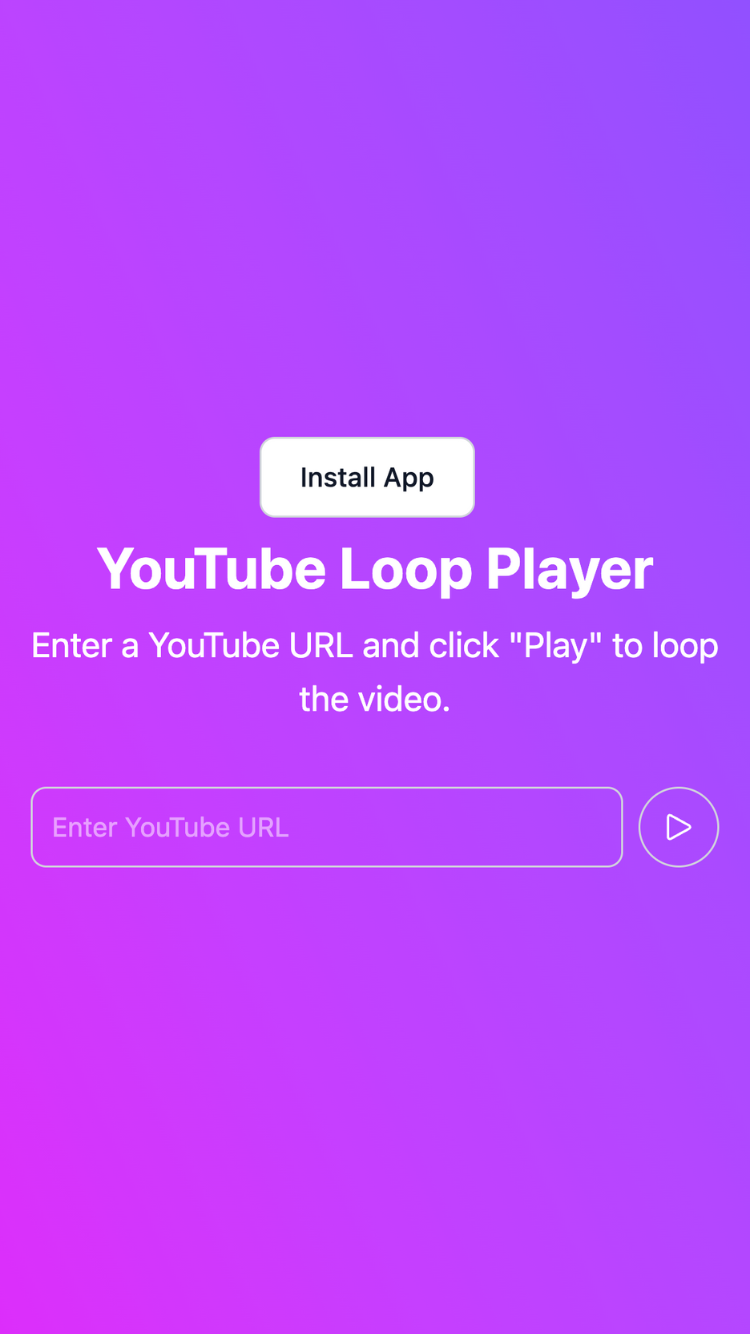 Install App
YouTube Loop Player
Enter a YouTube URL and click "Play" to loop
the video.
Enter YouTube URL